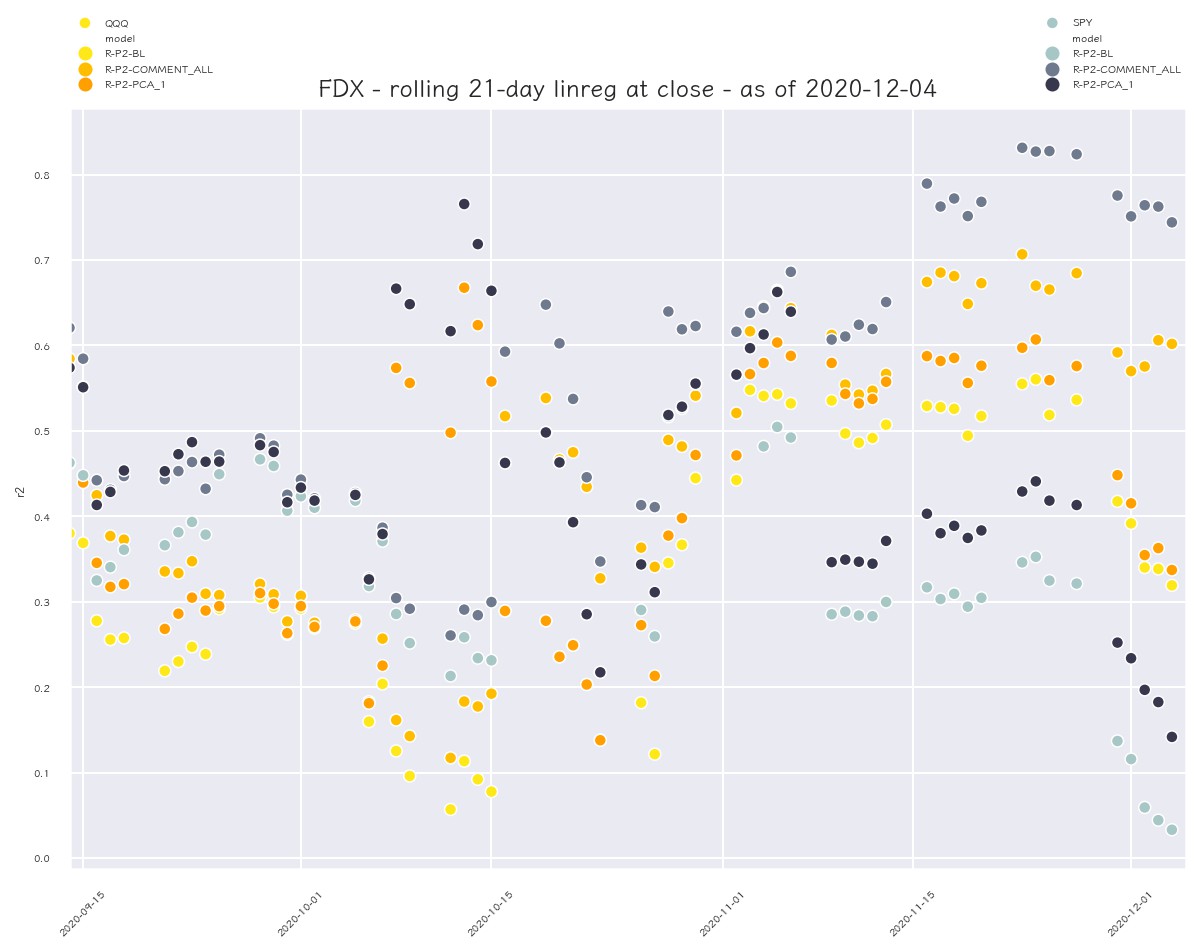 QQQ
model
R-P2-BL
R-P2-COMMENT_ALL
R-P2-PCA_1
SPY
model
R-P2-BL
R-P2-COMMENT_ALL
R-P2-PCA_1
FDX - rolling 21-day linreg at close - as of 2020-12-04
0.8
0.7
0.6
0.5
r2
0.4
0.3
0.2
0.1
0.0
2020-09-15
2020-10-01
2020-10-15
2020-11-01
2020-11-15
2020-12-01